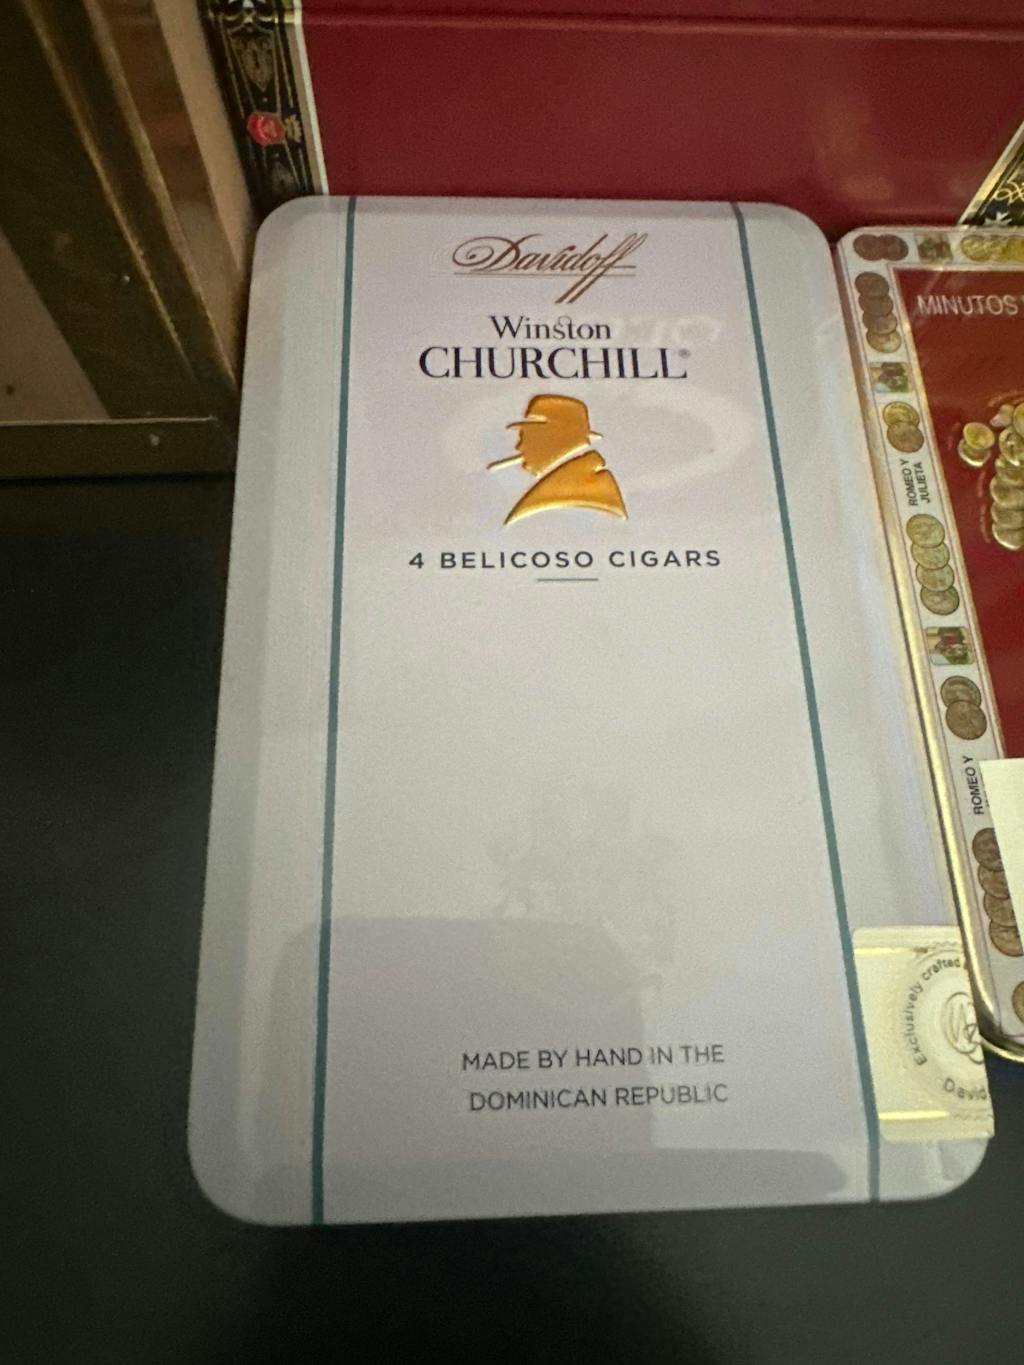 Davidoff
Winston
CHURCHILL®
4 BELICOSO CIGARS
MADE BY HAND IN THE
DOMINICAN REPUBLIC
Exclusively crafted
David
MINUTOS
ROMEO Y
JULIETA
ROMEO Y